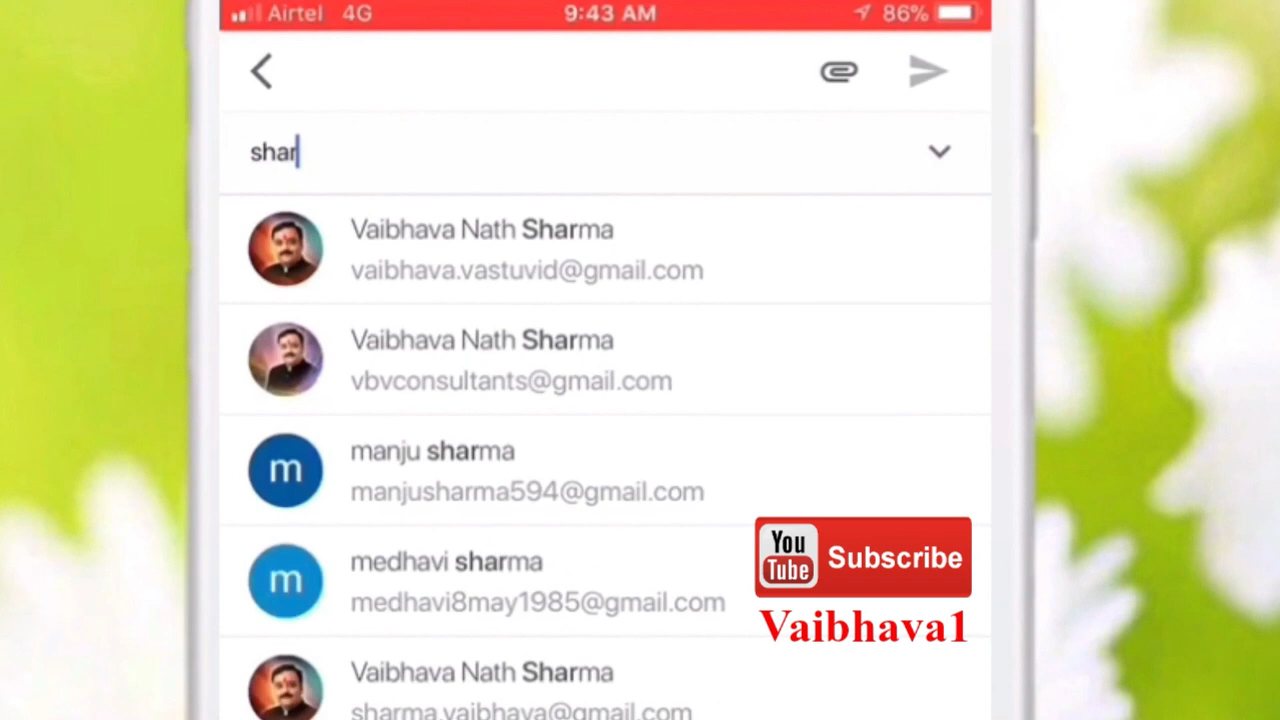 Airtel 4G 9:43 AM 86%
shar
Vaibhava Nath Sharma
vaibhava.vastuvid@gmail.com
Vaibhava Nath Sharma
vbvconsultants@gmail.com
m
manju sharma
manjusharma594@gmail.com
m
medhavi sharma
medhavi8may1985@gmail.com
You
Tube
Subscribe
Vaibhava1
Vaibhava Nath Sharma
sharma.vaibhava@gmail.com